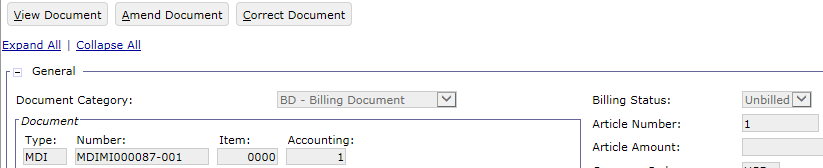 View Document Amend Document Correct Document
Expand All | Collapse All
General
Document Category: BD - Billing Document Billing Status: Unbilled
Document Article Number: 1
Type: Number: Item: Accounting: Article Amount:
MDI MDIMI000087-001 0000 1